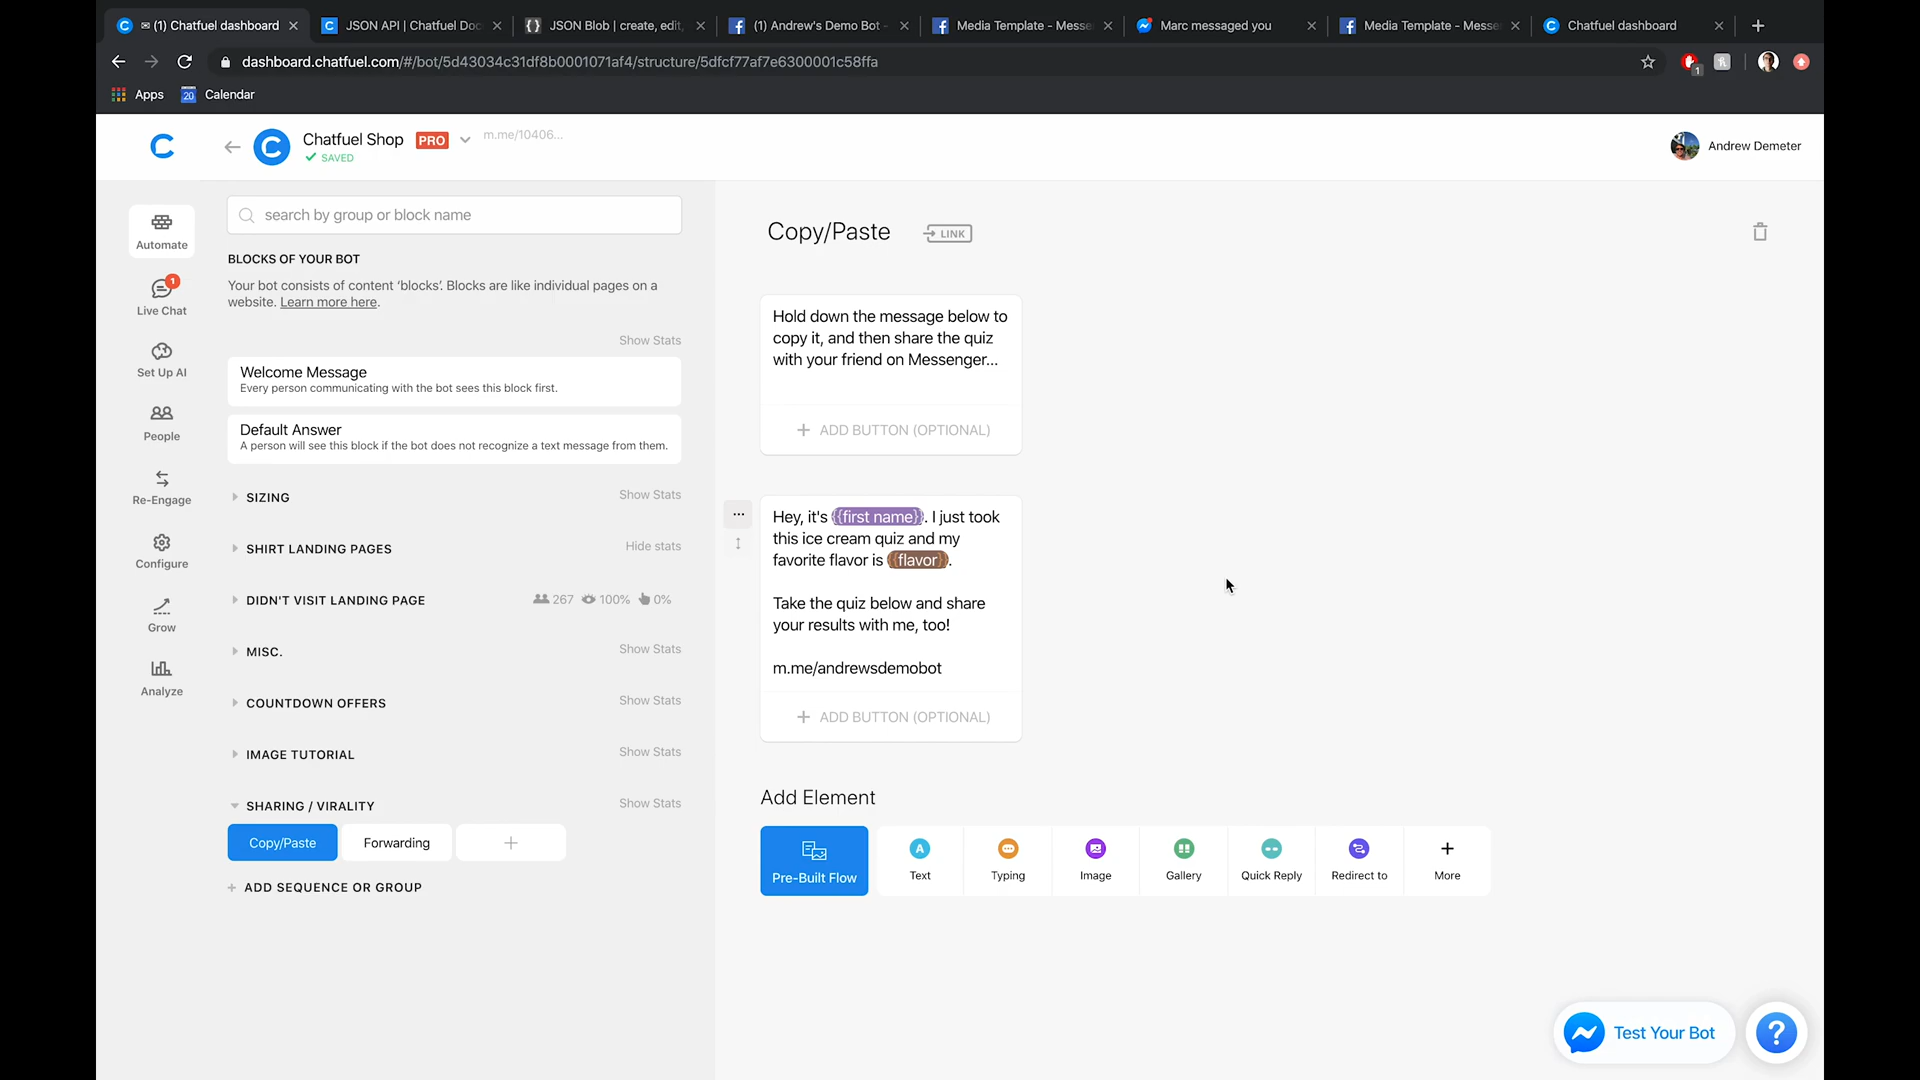 (1) Chatfuel dashboard
JSON API | Chatfuel Doc
JSON Blob | create, edit,
(1) Andrew's Demo Bot -
Media Template - Messe
Marc messaged you
Media Template - Messe
Chatfuel dashboard
dashboard.chatfuel.com/#/bot/5d43034c31df8b0001071af4/structure/5dfcf77af7e6300001c58ffa
1
Apps
20
Calendar
Chatfuel Shop
PRO
m.me/10406...
SAVED
Andrew Demeter
Automate
1
Live Chat
Set Up AI
People
Re-Engage
Configure
Grow
Analyze
search by group or block name
BLOCKS OF YOUR BOT
Your bot consists of content ‘blocks’. Blocks are like individual pages on a
website. Learn more here.
Show Stats
Welcome Message
Every person communicating with the bot sees this block first.
Default Answer
A person will see this block if the bot does not recognize a text message from them.
SIZING Show Stats
SHIRT LANDING PAGES Hide stats
DIDN'T VISIT LANDING PAGE 267 100% 0%
MISC. Show Stats
COUNTDOWN OFFERS Show Stats
IMAGE TUTORIAL Show Stats
SHARING / VIRALITY Show Stats
Copy/Paste
Forwarding
+
+ ADD SEQUENCE OR GROUP
Copy/Paste
LINK
Hold down the message below to
copy it, and then share the quiz
with your friend on Messenger...
+ ADD BUTTON (OPTIONAL)
Hey, it's {{first name}}. I just took
this ice cream quiz and my
favorite flavor is {{flavor}}.
Take the quiz below and share
your results with me, too!
m.me/andrewsdemobot
+ ADD BUTTON (OPTIONAL)
Add Element
Pre-Built Flow
A
Text
Typing
Image
Gallery
Quick Reply
Redirect to
+
More
Test Your Bot
?